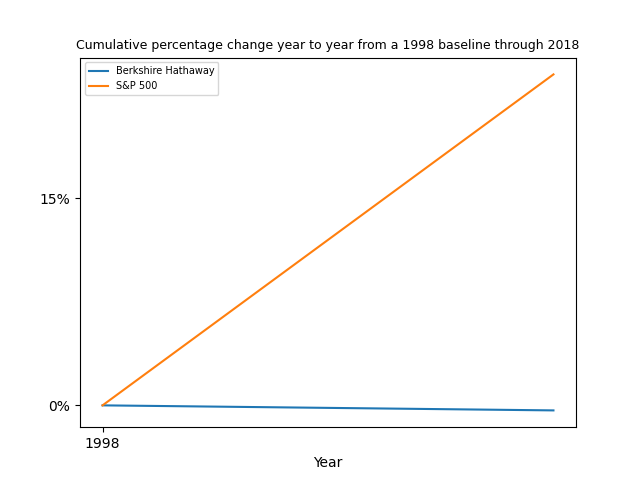 Cumulative percentage change year to year from a 1998 baseline through 2018
Berkshire Hathaway
S&P 500
15%
0%
1998
Year